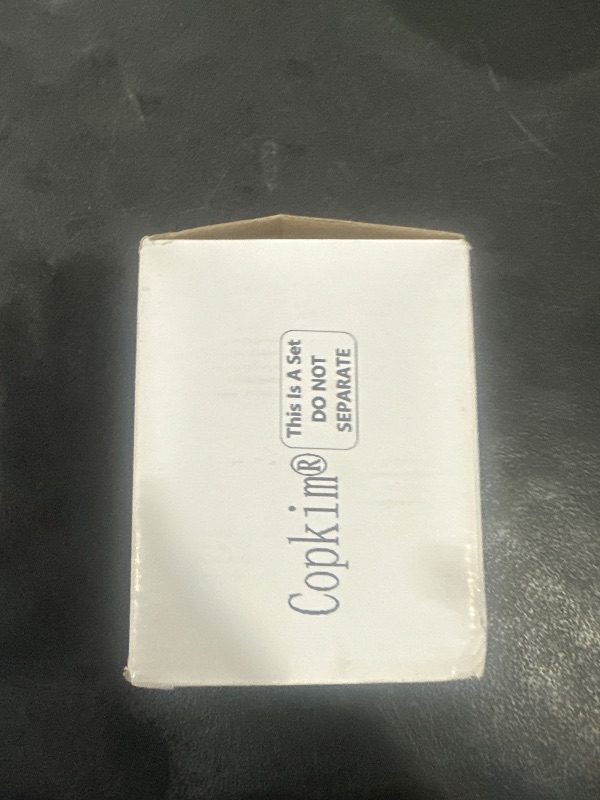 Copkim®
This Is A Set
DO NOT
SEPARATE